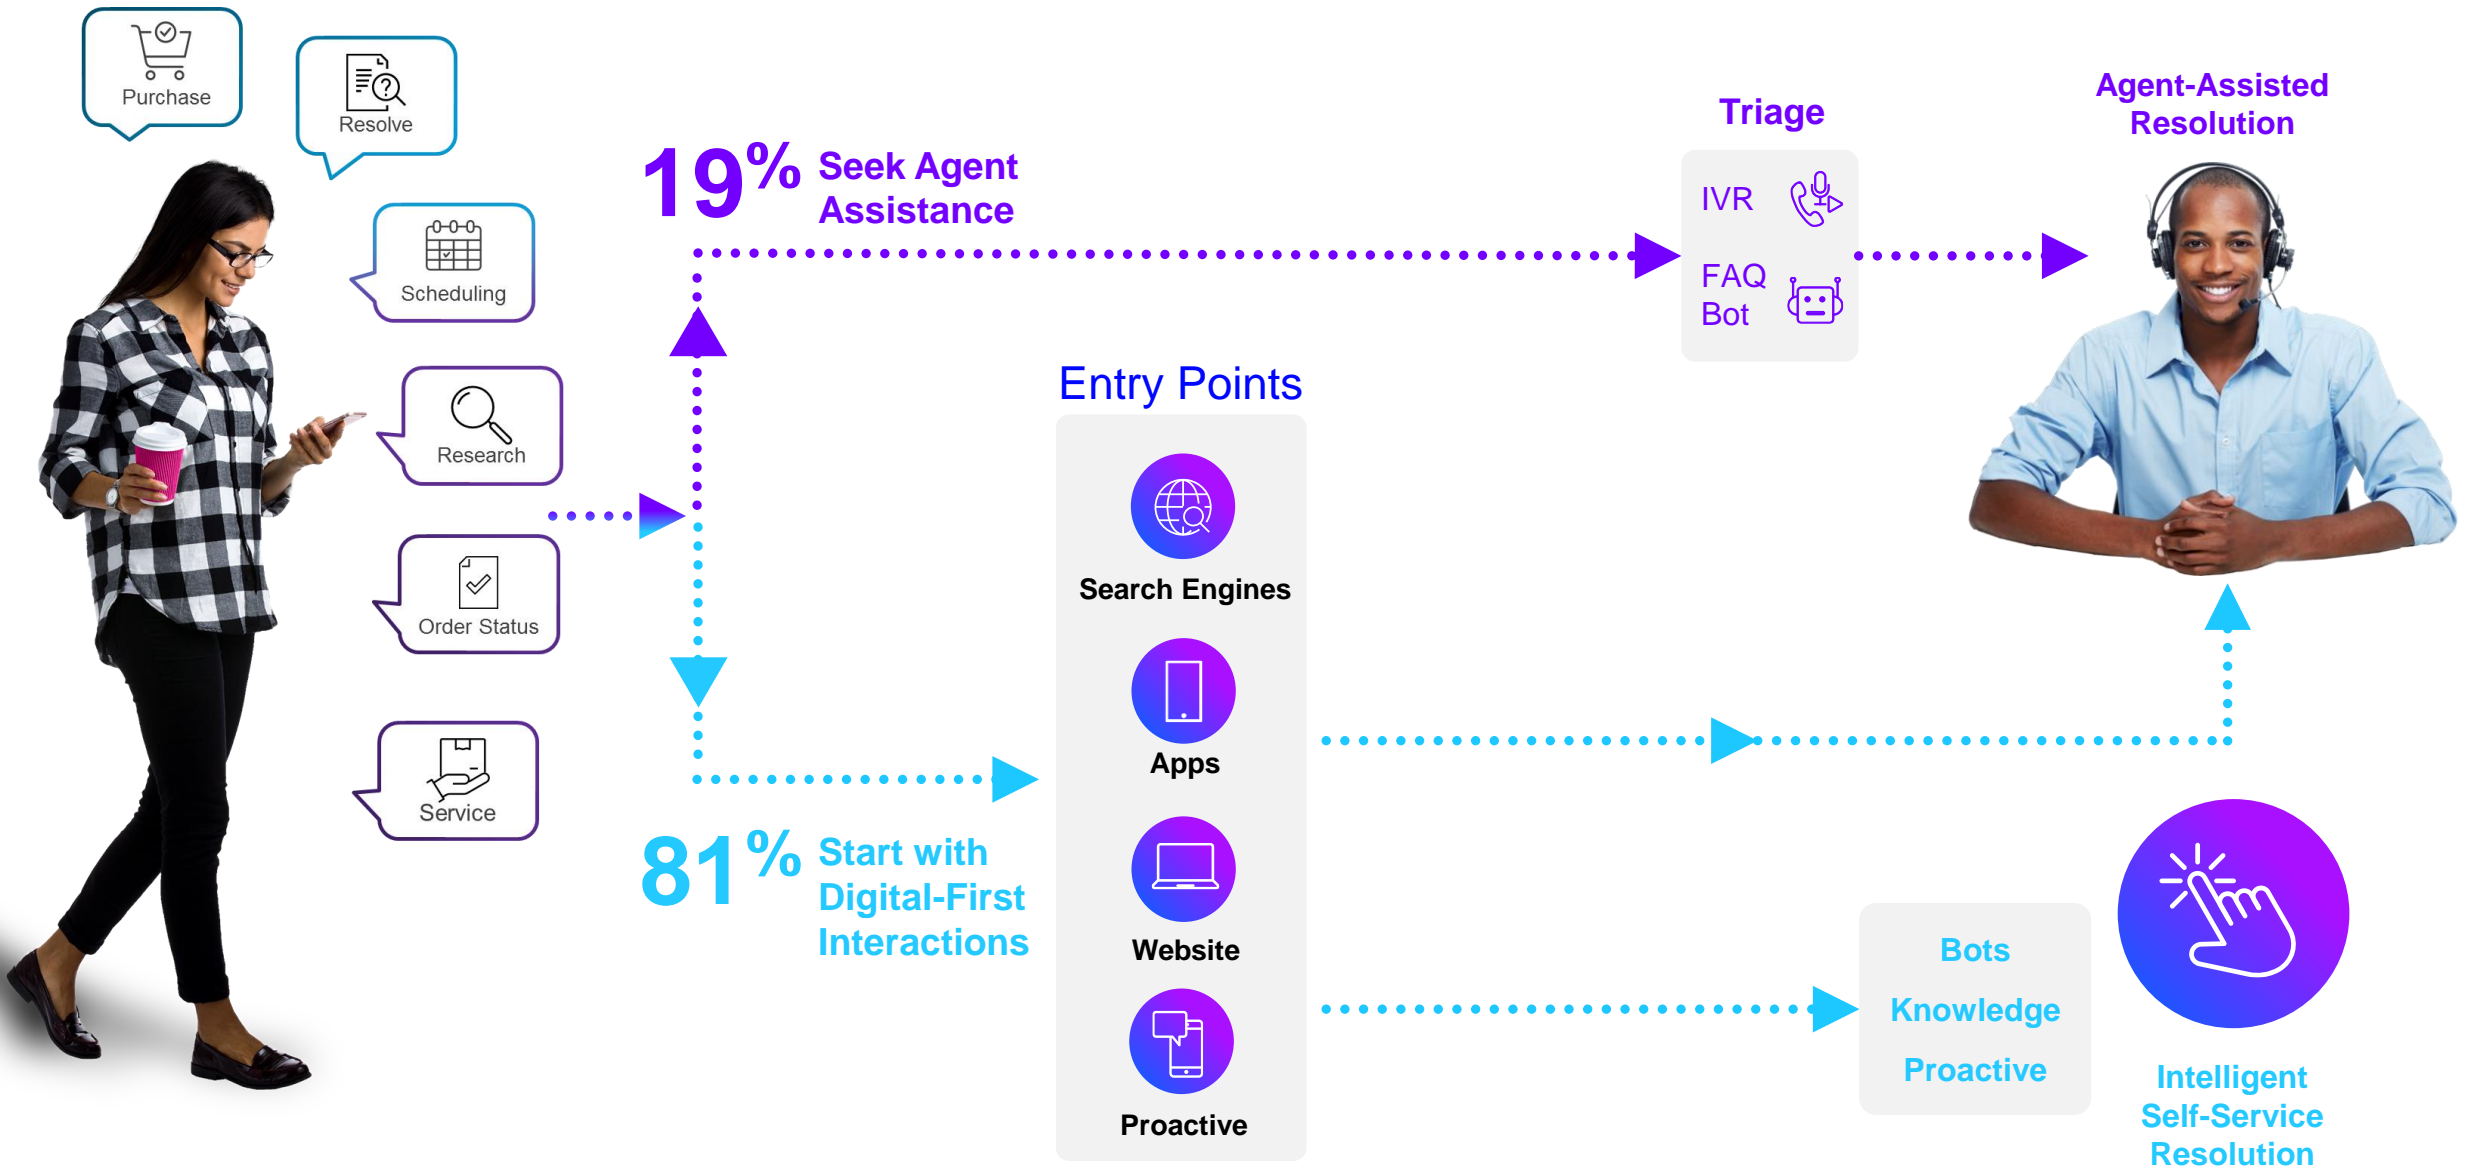 Purchase
Resolve
Scheduling
Research
Order Status
Service
19% Seek Agent
Assistance
81% Start with
Digital-First
Interactions
Entry Points
Search Engines
Apps
Website
Proactive
Triage
IVR
FAQ
Bot
Agent-Assisted
Resolution
Bots
Knowledge
Proactive
Intelligent
Self-Service
Resolution